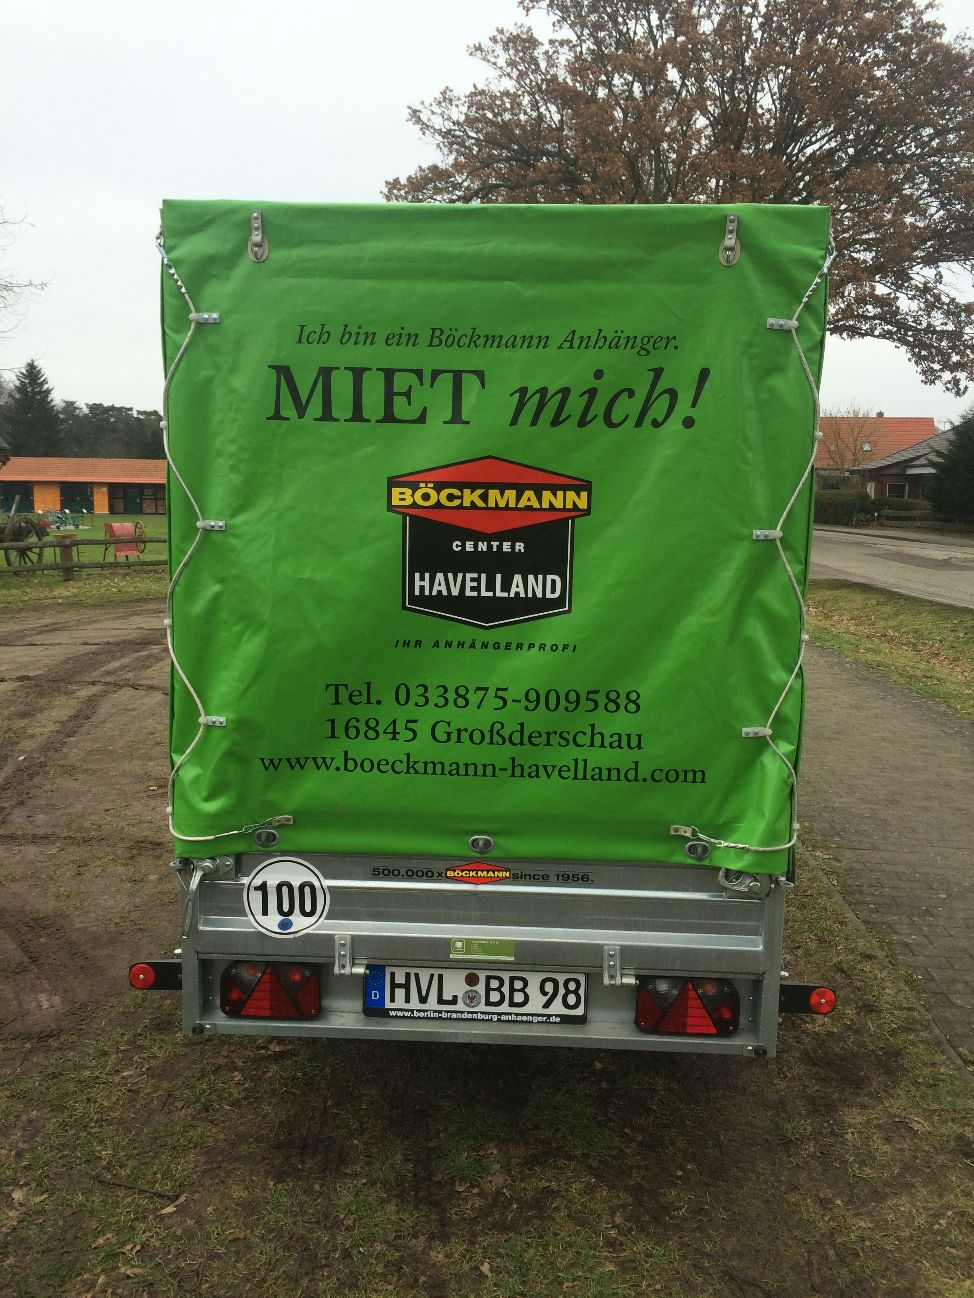 Ich bin ein Böckmann Anhänger.
MIET mich!
BÖCKMANN
CENTER
HAVELLAND
IHR ANHÄNGERPROFI
Tel. 033875-909588
16845 Großderschau
www.boeckmann-havelland.com
500.000 x BÖCKMANN since 1956.
100
D HVL BB 98
www.berlin-brandenburg-anhaenger.de